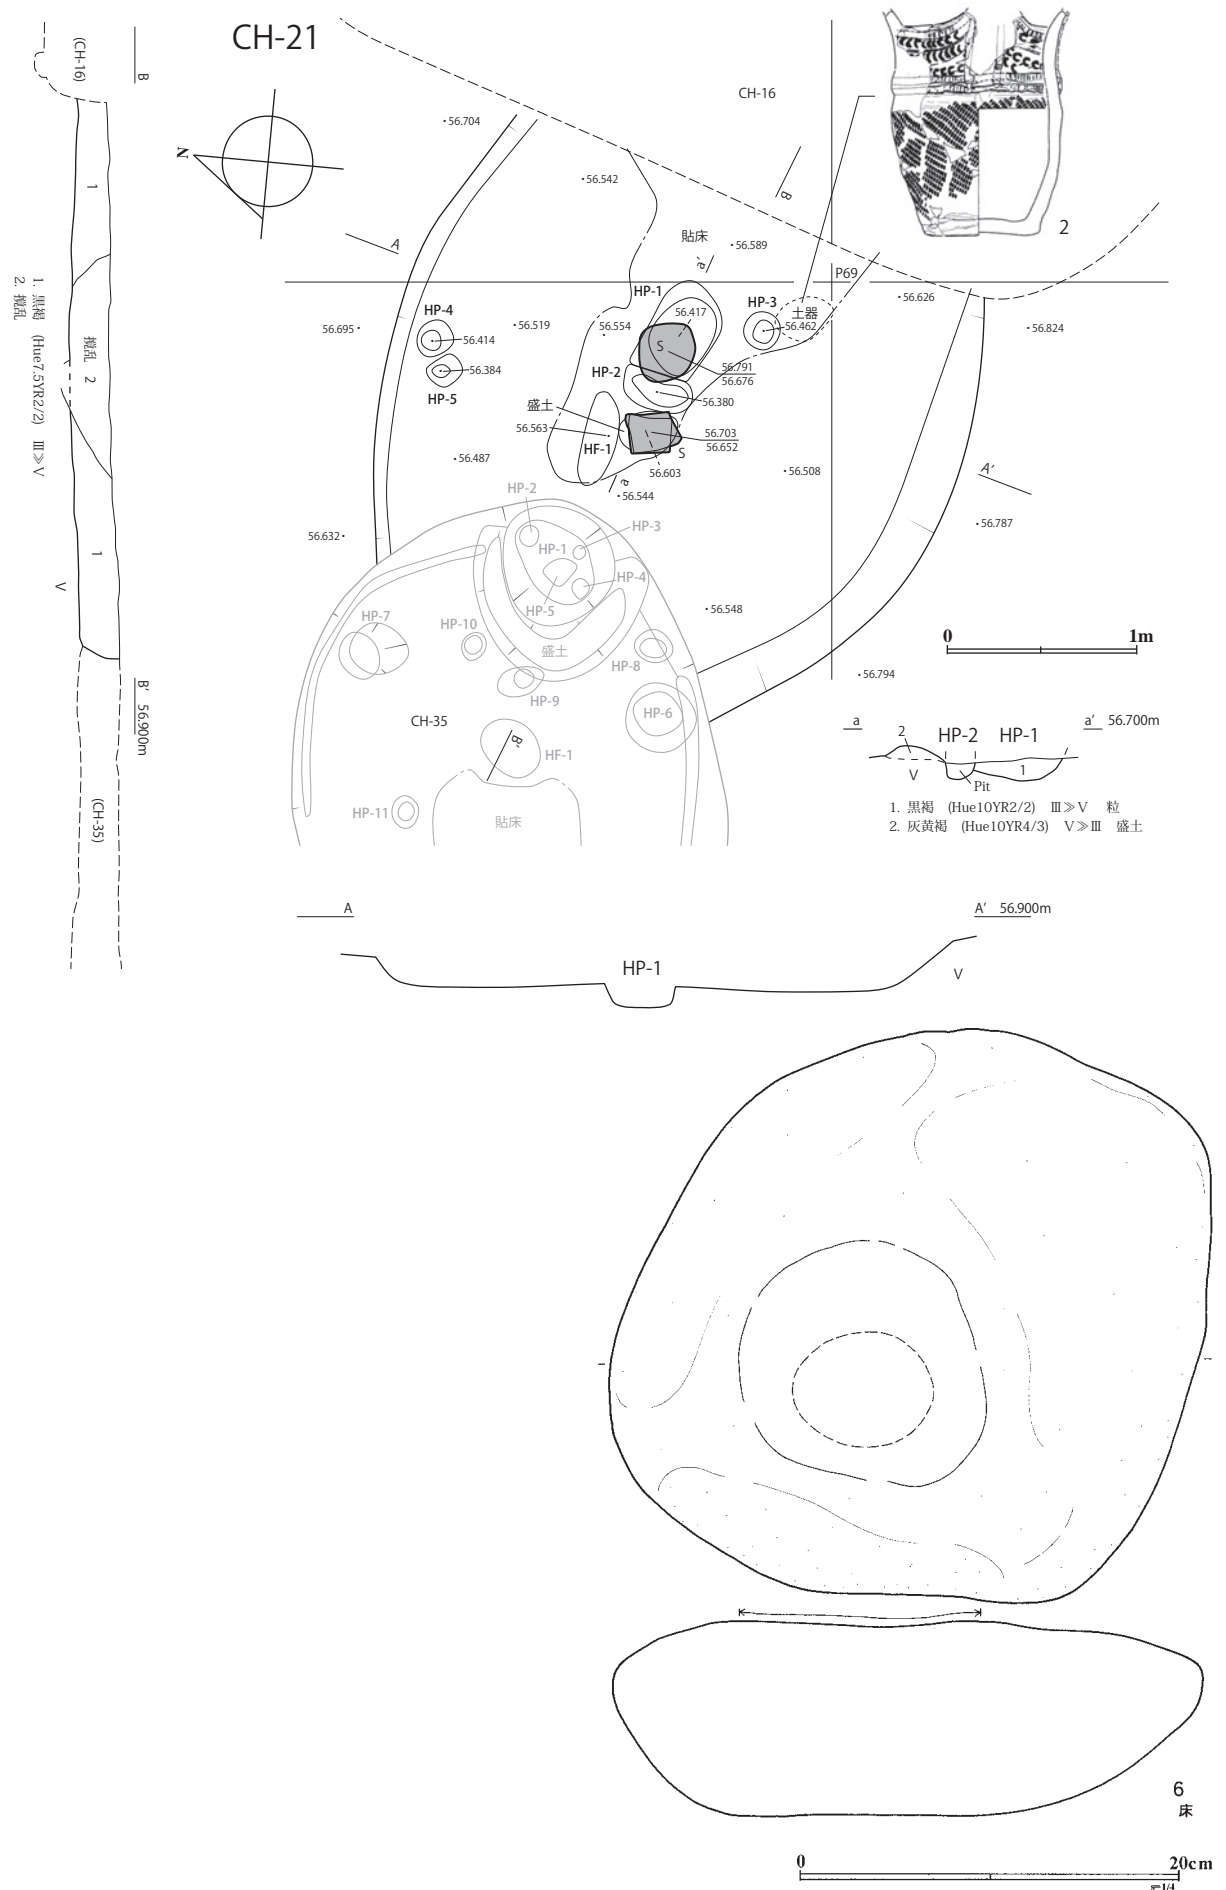 CH-21
(CH-16)
B
1
攪乱 2
1
V
B' 56.900m
(CH-35)
1. 黒褐 (Hue7.5YR2/2) Ⅲ≫V
2. 攪乱
N
56.704
CH-16
56.542
B
A
貼床
56.589
a'
P69
HP-1
HP-3
土器
56.626
HP-4
56.695
56.519
56.554
56.417
56.462
56.824
56.414
S
HP-2
56.791
56.676
56.384
HP-5
56.380
盛土
56.563
HF-1
56.703
56.652
S
56.487
56.603
56.508
A'
a
56.544
56.787
56.632
HP-2
HP-3
HP-1
HP-4
HP-5
56.548
HP-7
HP-10
盛土
HP-8
HP-9
HP-6
CH-35
B'
HF-1
HP-11
貼床
56.794
2
0 1m
a
a' 56.700m
2
HP-2 HP-1
V
1
Pit
1. 黒褐 (Hue10YR2/2) Ⅲ≫V 粒
2. 灰黄褐 (Hue10YR4/3) V≫Ⅲ 盛土
A
A' 56.900m
HP-1
V
6
床
0 20cm
s=1/4